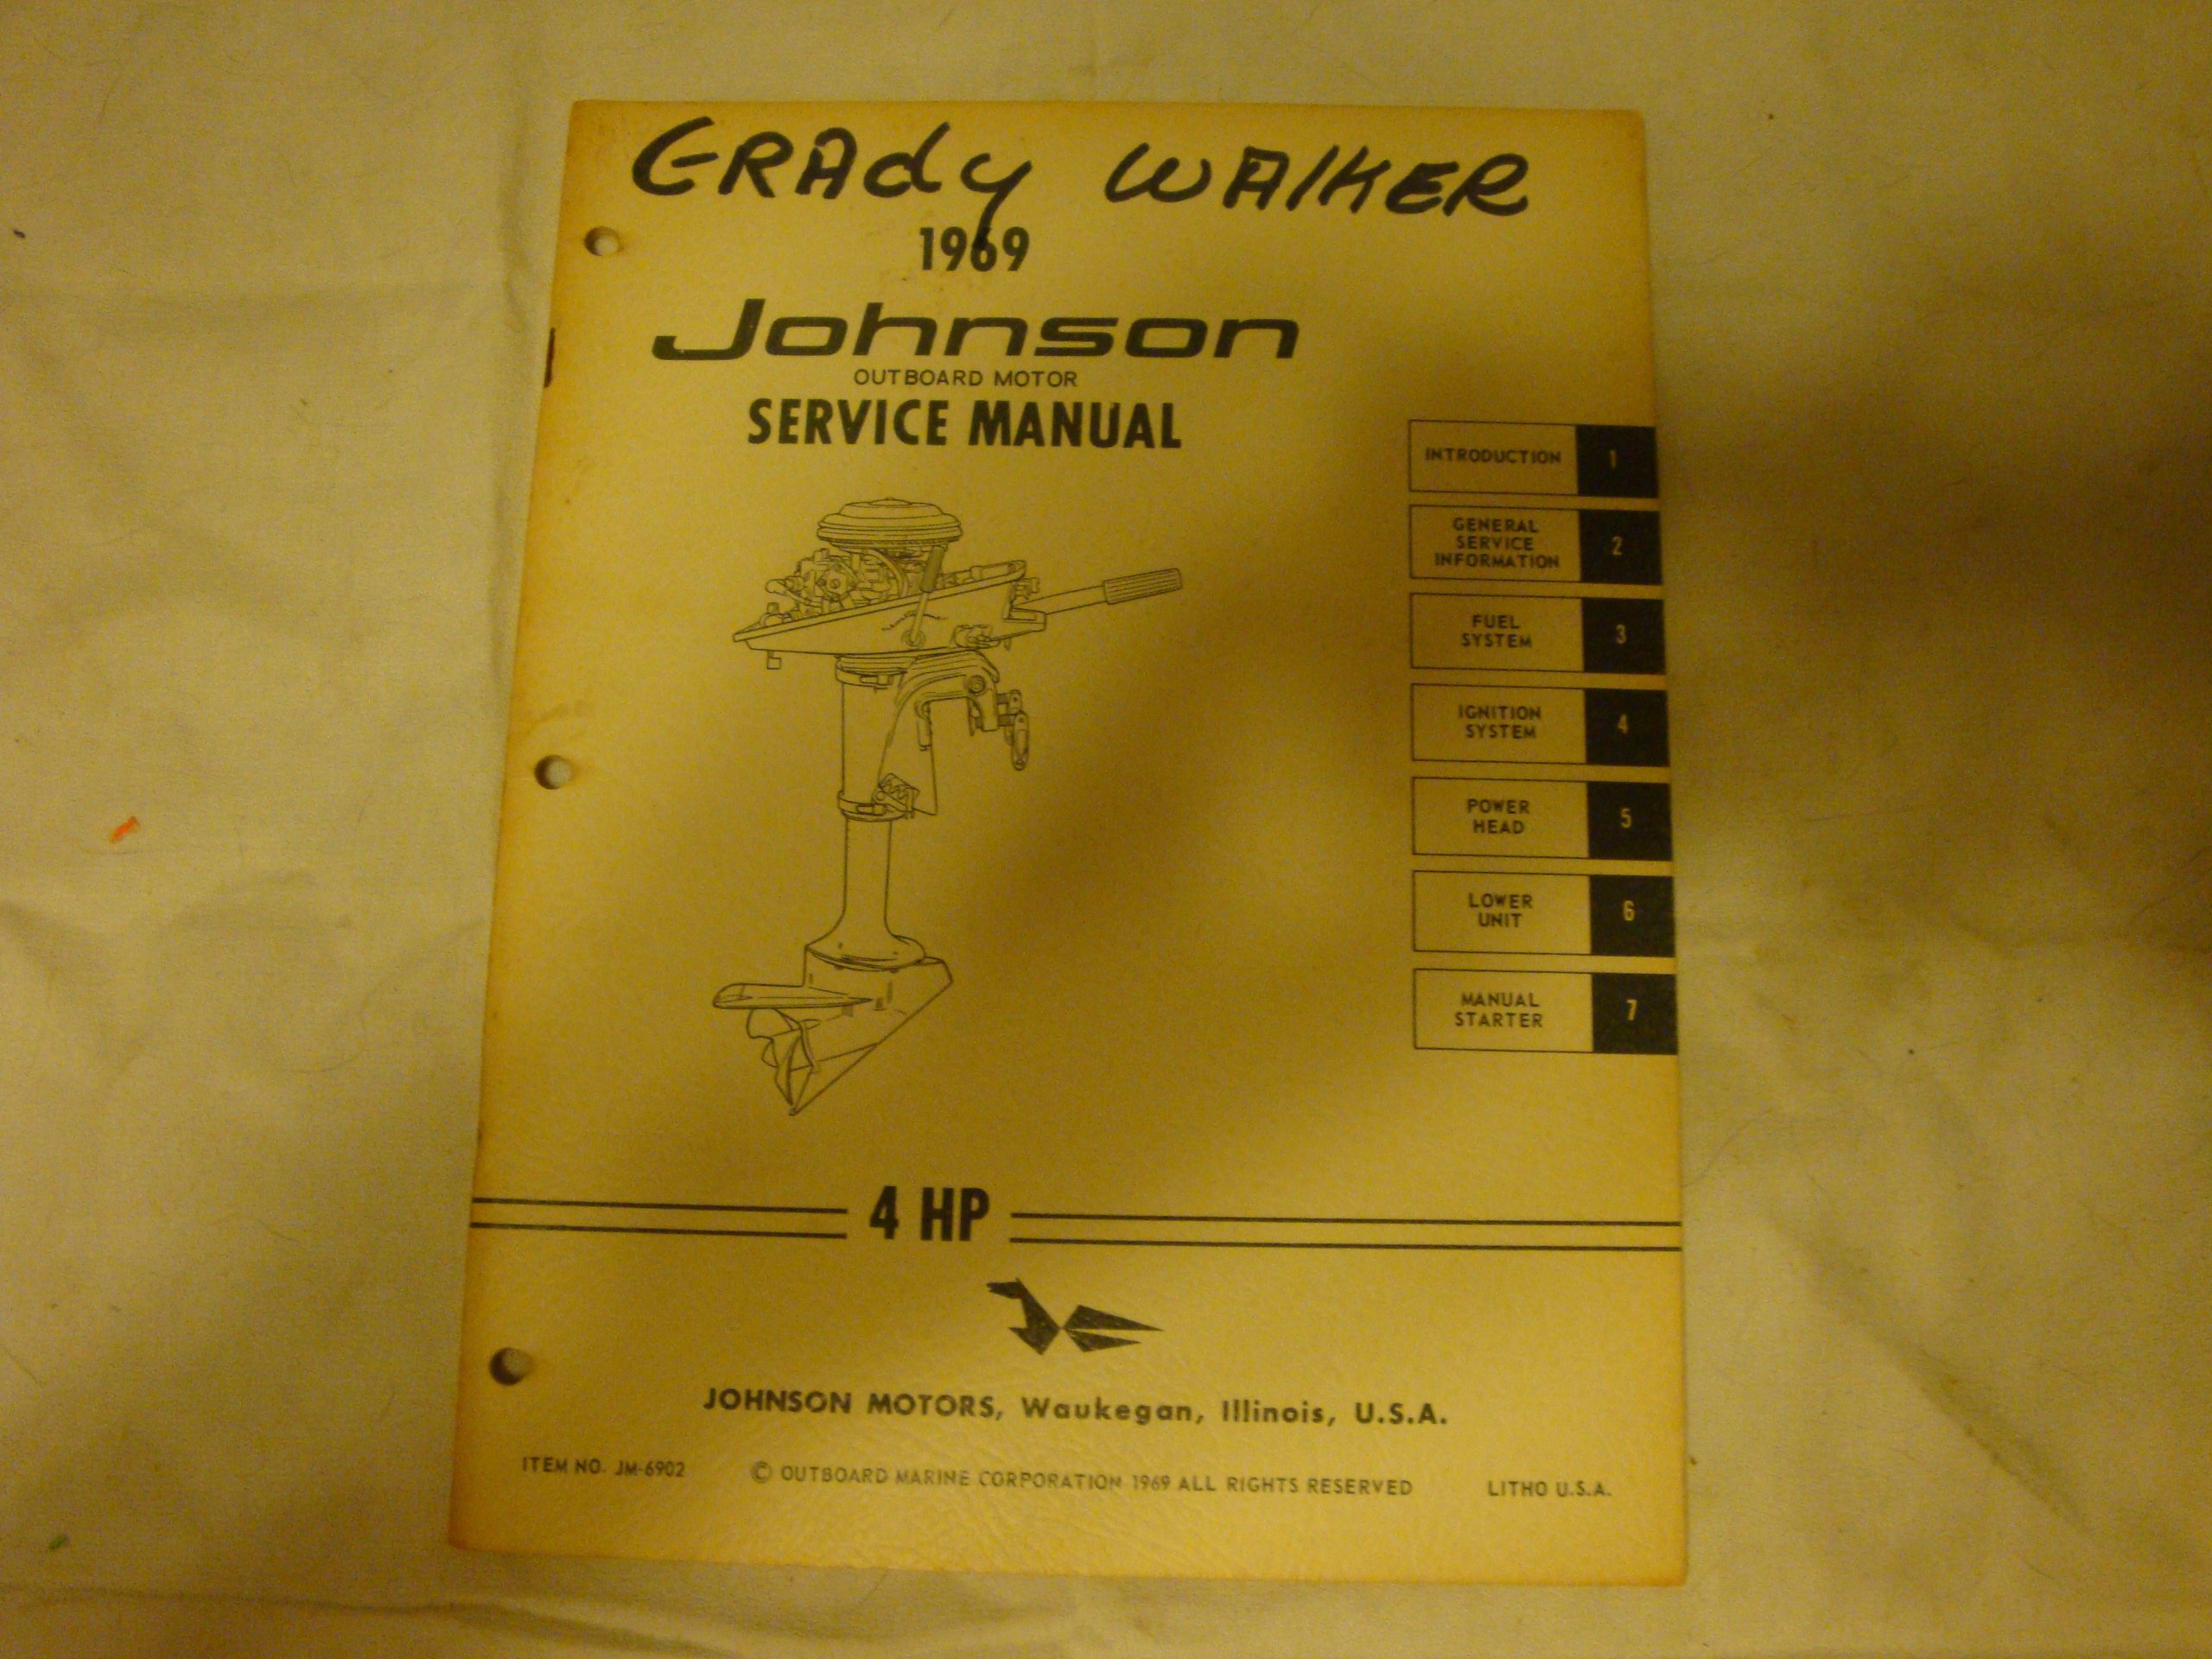 GRAdy WAlKER
1969
Johnson
OUTBOARD MOTOR
SERVICE MANUAL
INTRODUCTION 1
GENERAL
SERVICE
INFORMATION 2
FUEL
SYSTEM 3
IGNITION
SYSTEM 4
POWER
HEAD 5
LOWER
UNIT 6
MANUAL
STARTER 7
4 HP
JOHNSON MOTORS, Waukegan, Illinois, U.S.A.
ITEM NO. JM-6902 © OUTBOARD MARINE CORPORATION 1969 ALL RIGHTS RESERVED LITHO U.S.A.